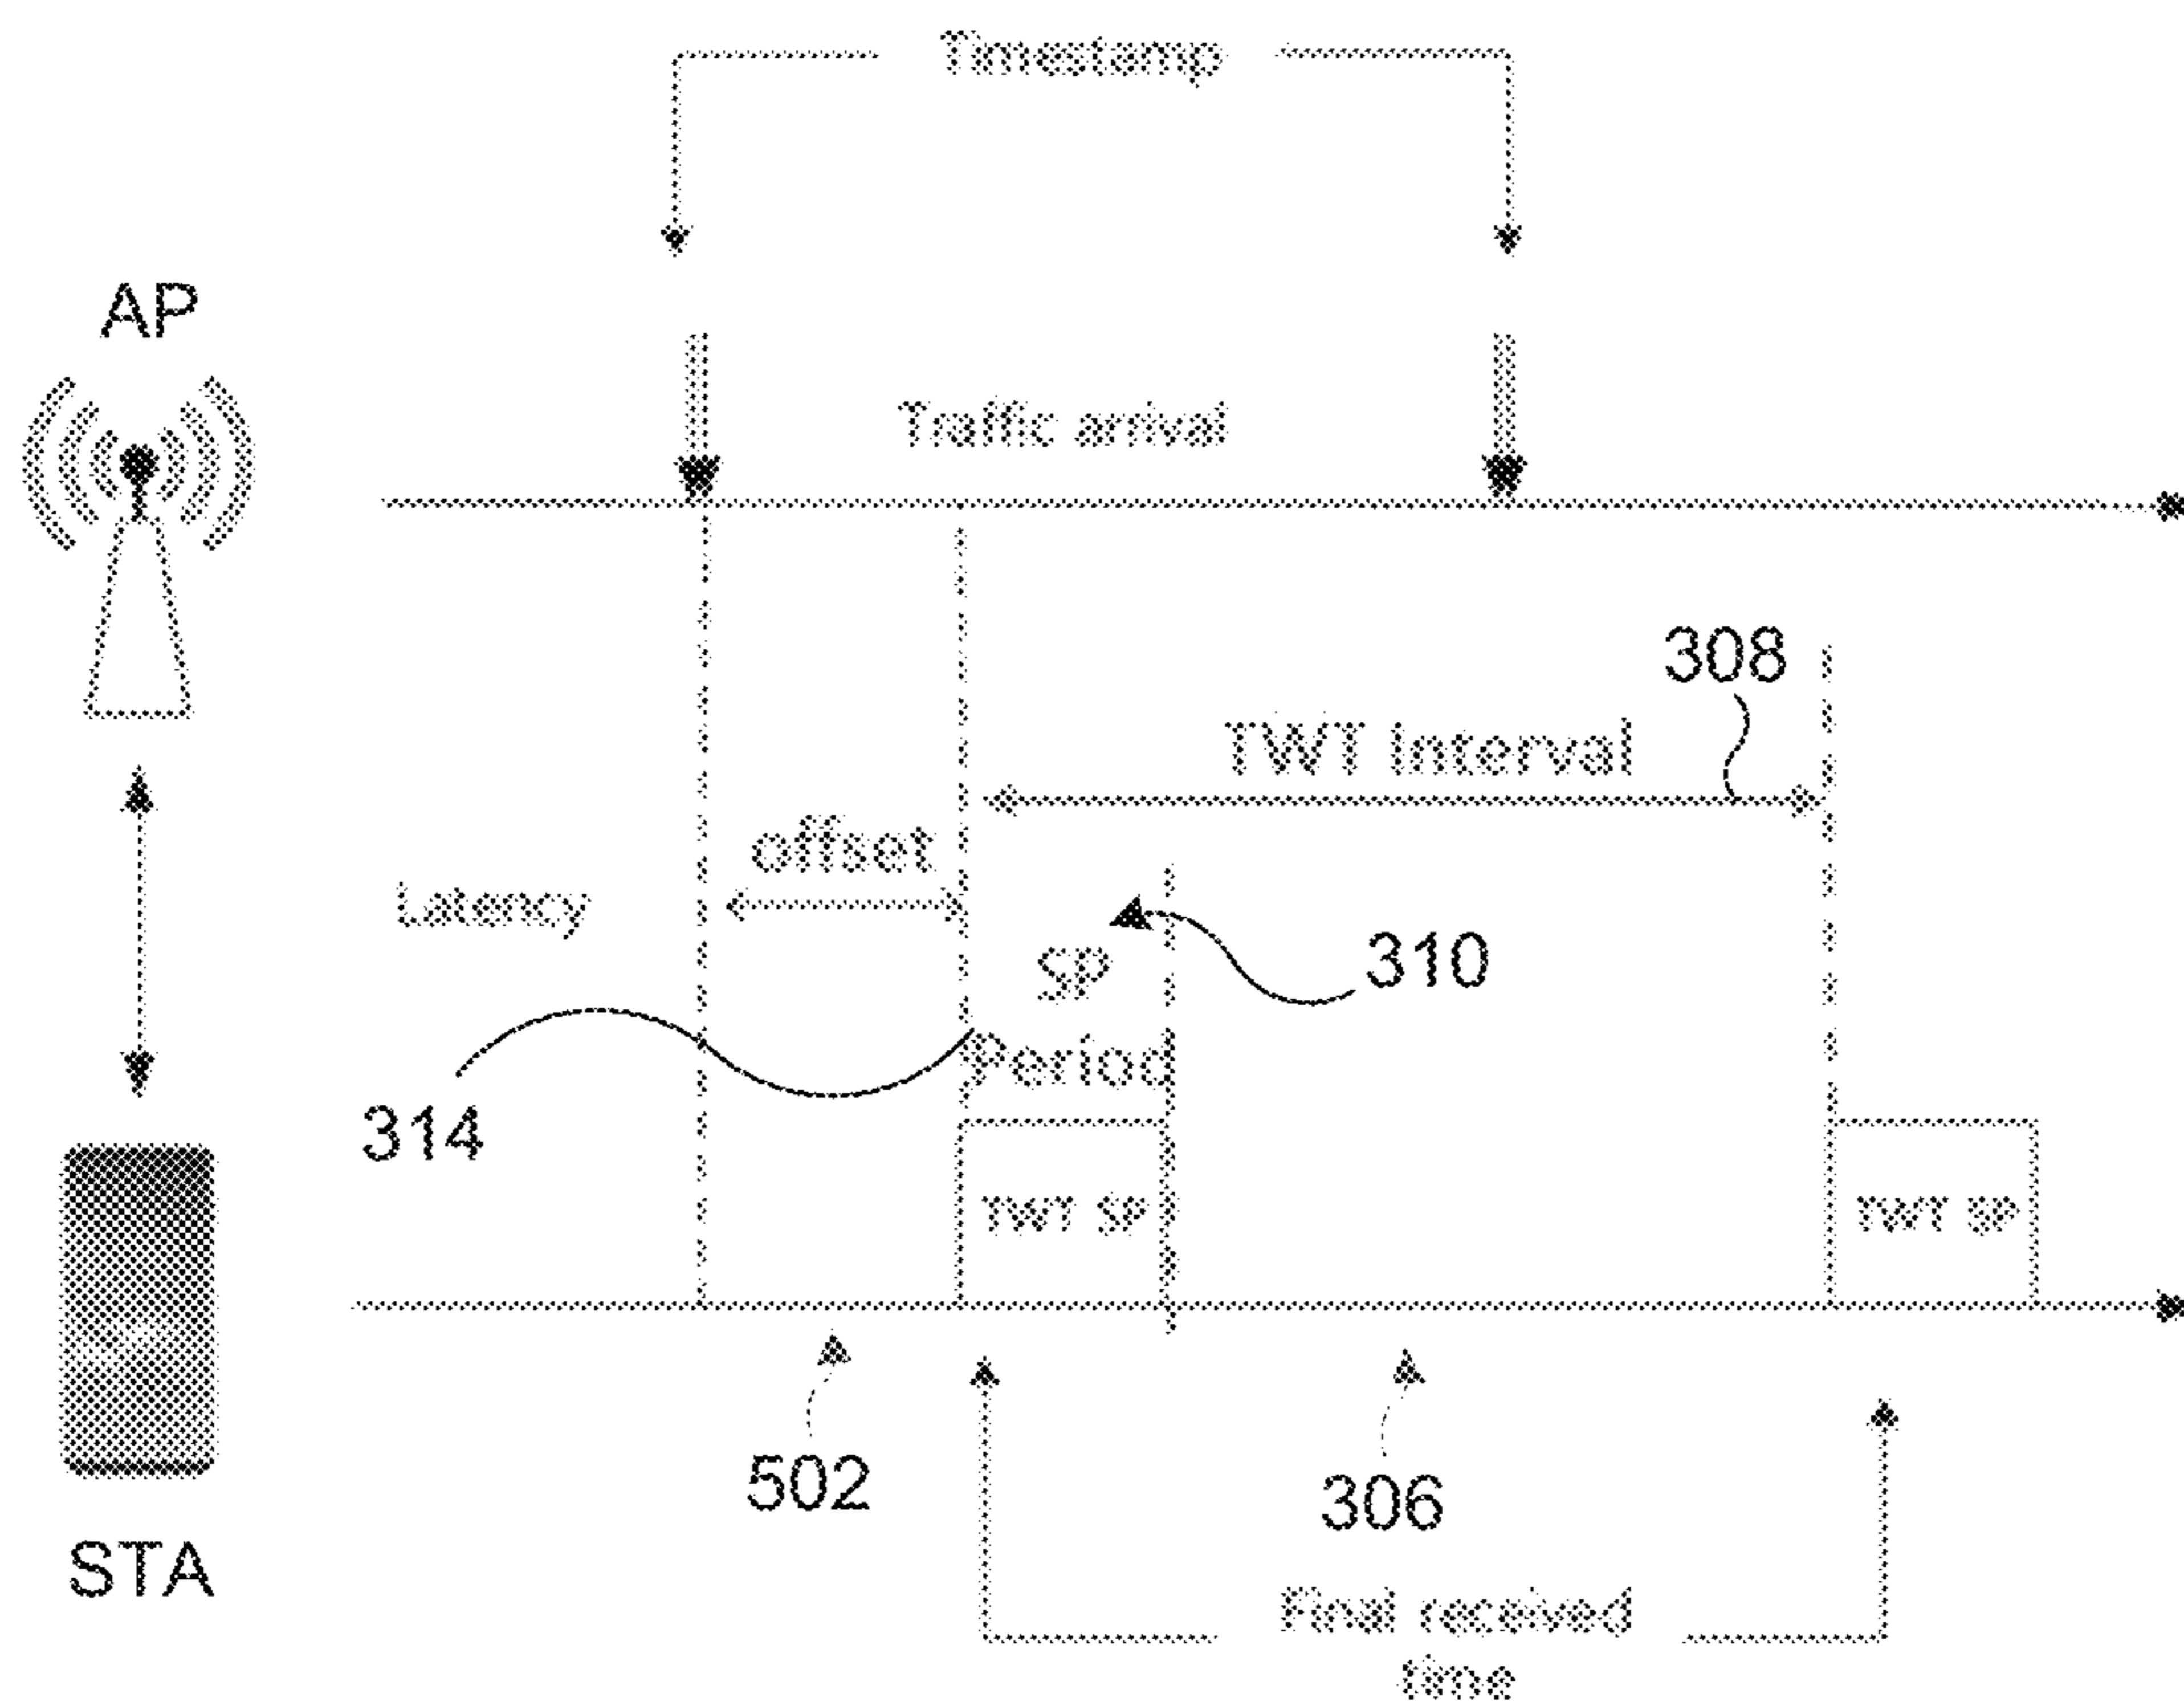 Timestamp
AP
Traffic arrival
308
TWT Interval
offset
Latency
SP
310
Period
314
TWT SP
TWT SP
502
306
STA
Final received
time